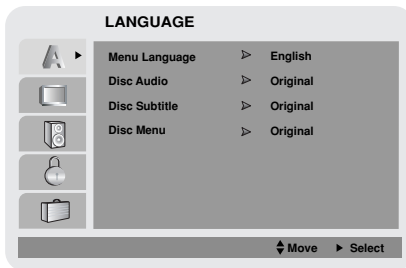 LANGUAGE
A
Menu Language English
Disc Audio Original
Disc Subtitle Original
Disc Menu Original
Move Select